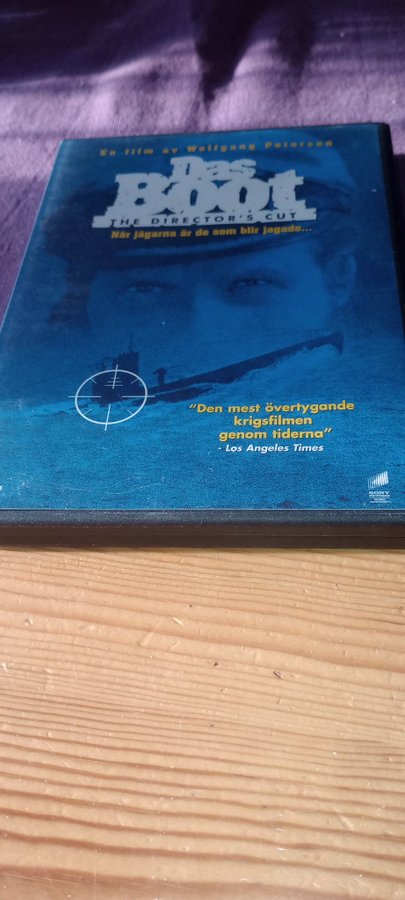 En film av Wolfgang Petersen
Das
Boot
THE DIRECTOR'S CUT
När jägarna är de som blir jagade...
"Den mest övertygande
krigsfilmen
genom tiderna"
- Los Angeles Times
SONY
PICTURES